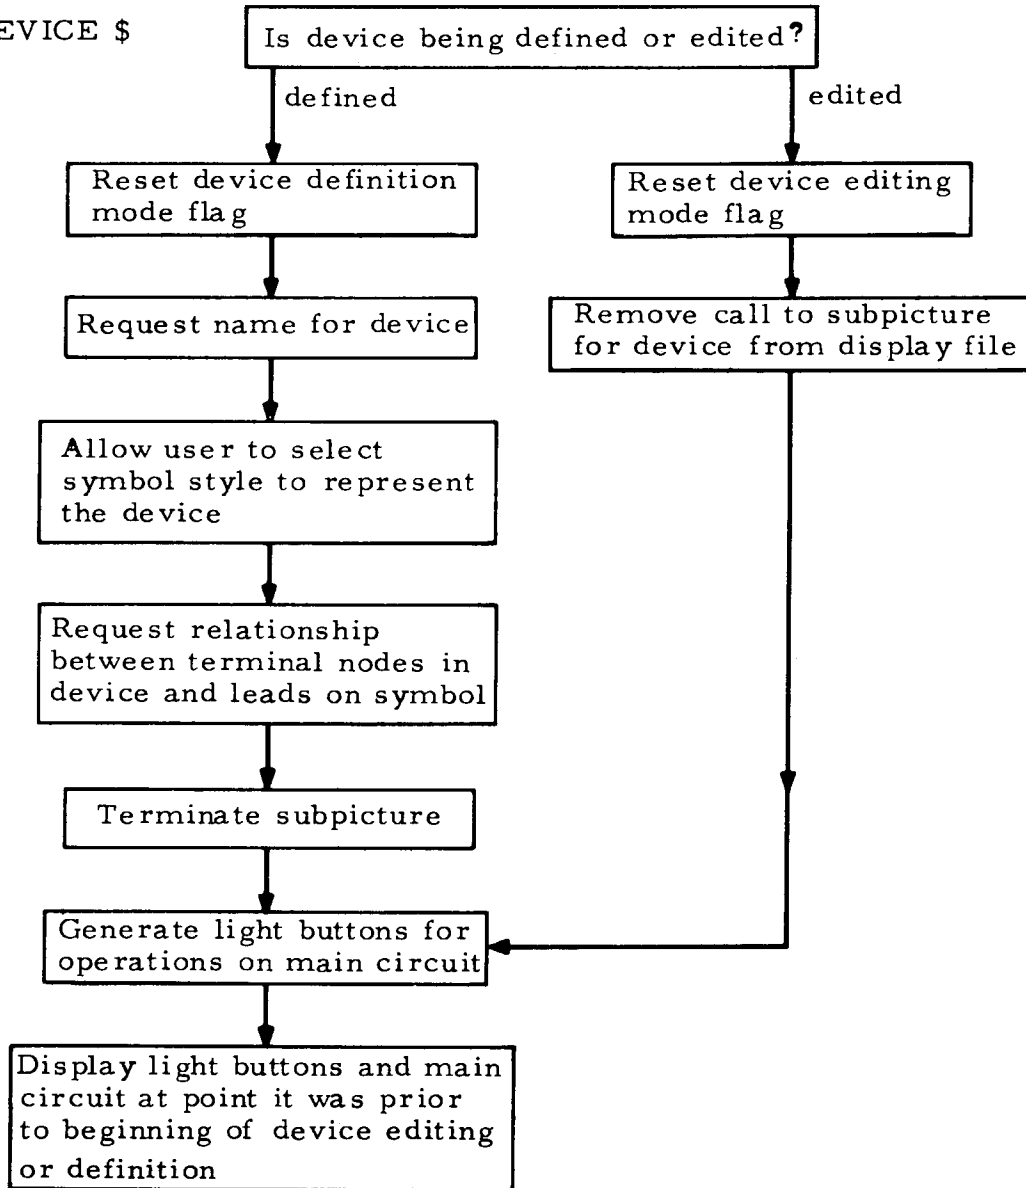 EVICE $
Is device being defined or edited?
defined
edited
Reset device definition
mode flag
Reset device editing
mode flag
Request name for device
Remove call to subpicture
for device from display file
Allow user to select
symbol style to represent
the device
Request relationship
between terminal nodes in
device and leads on symbol
Terminate subpicture
Generate light buttons for
operations on main circuit
Display light buttons and main
circuit at point it was prior
to beginning of device editing
or definition